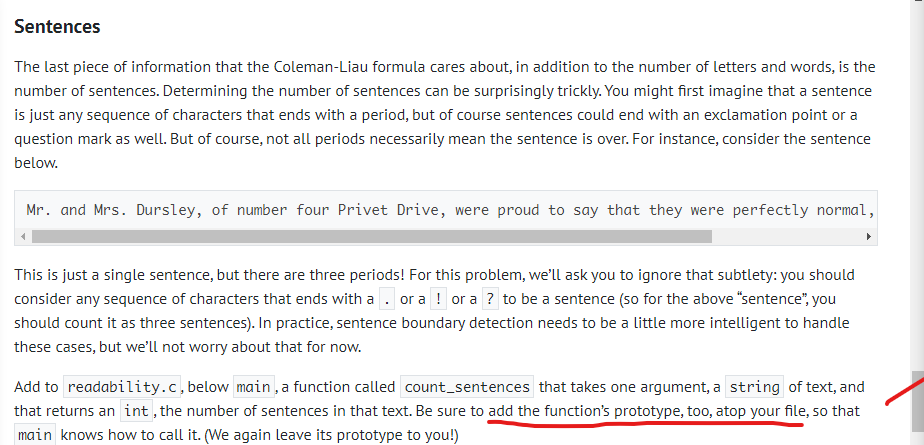 Sentences
The last piece of information that the Coleman-Liau formula cares about, in addition to the number of letters and words, is the
number of sentences. Determining the number of sentences can be surprisingly trickly. You might first imagine that a sentence
is just any sequence of characters that ends with a period, but of course sentences could end with an exclamation point or a
question mark as well. But of course, not all periods necessarily mean the sentence is over. For instance, consider the sentence
below.
Mr. and Mrs. Dursley, of number four Privet Drive, were proud to say that they were perfectly normal,
This is just a single sentence, but there are three periods! For this problem, we’ll ask you to ignore that subtlety: you should
consider any sequence of characters that ends with a . or a ! or a ? to be a sentence (so for the above “sentence”, you
should count it as three sentences). In practice, sentence boundary detection needs to be a little more intelligent to handle
these cases, but we’ll not worry about that for now.
Add to readability.c, below main, a function called count_sentences that takes one argument, a string of text, and
that returns an int, the number of sentences in that text. Be sure to add the function’s prototype, too, atop your file, so that
main knows how to call it. (We again leave its prototype to you!)